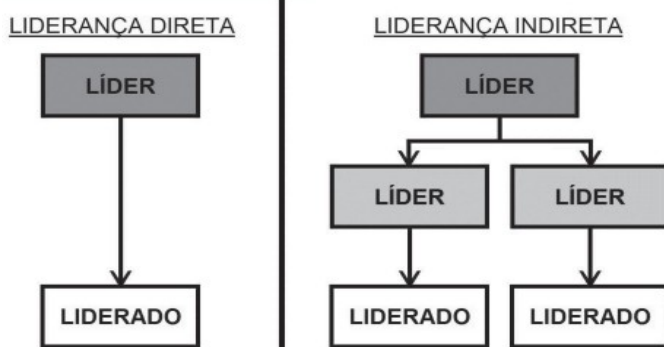 LIDERANÇA DIRETA
LÍDER
LIDERADO
LIDERANÇA INDIRETA
LÍDER
LÍDER
LÍDER
LIDERADO
LIDERADO